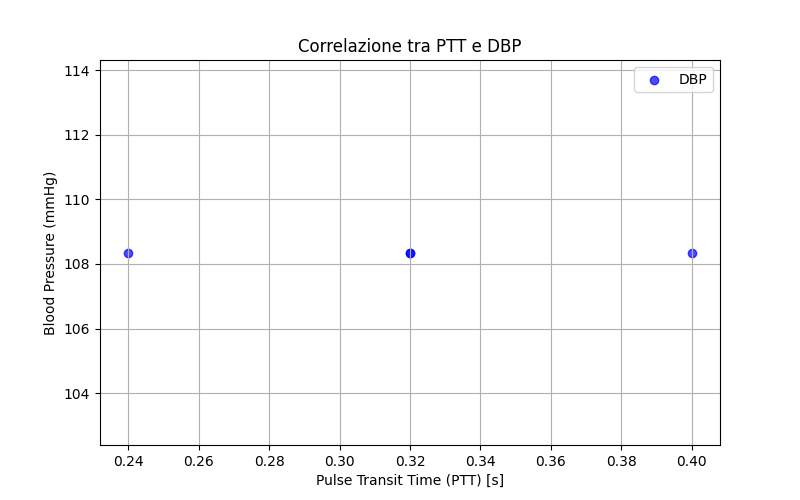 Correlazione tra PTT e DBP
DBP
114
112
110
108
106
104
Blood Pressure (mmHg)
0.24 0.26 0.28 0.30 0.32 0.34 0.36 0.38 0.40
Pulse Transit Time (PTT) [s]